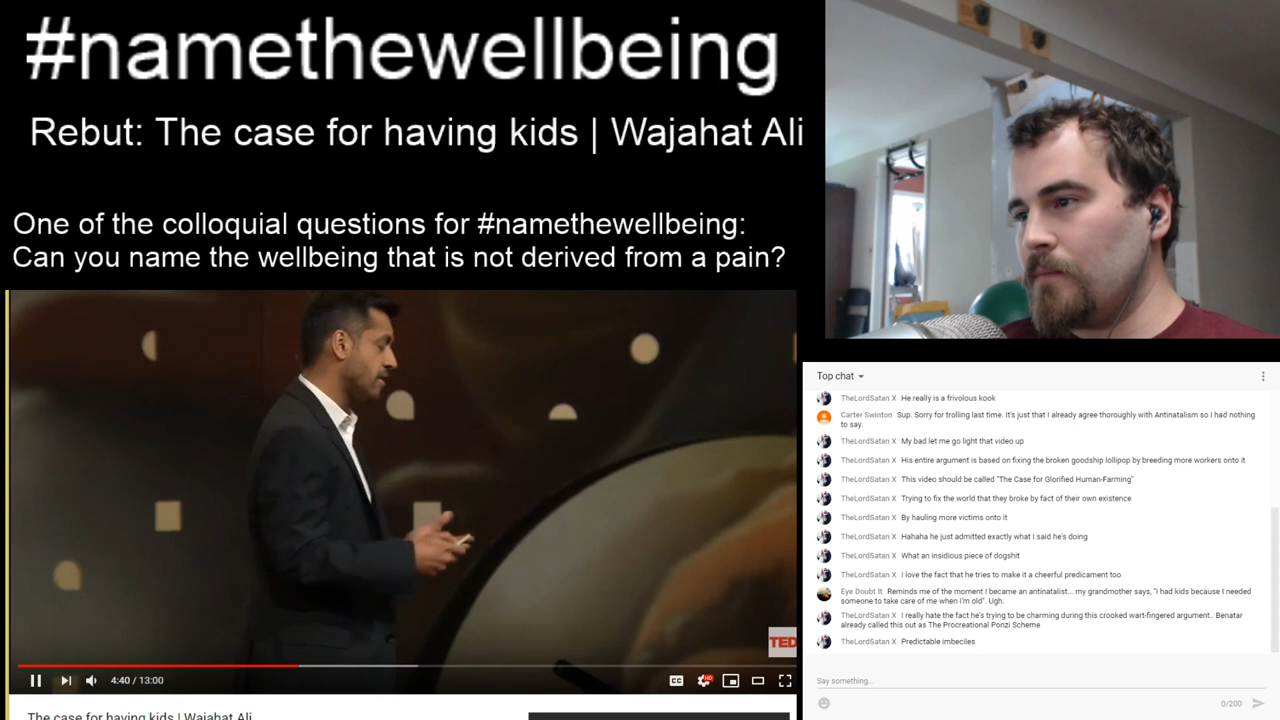 #namethewellbeing
Rebut: The case for having kids | Wajahat Ali
One of the colloquial questions for #namethewellbeing:
Can you name the wellbeing that is not derived from a pain?
TED
4:40 / 13:00
CC
HD
The case for having kids | Wajahat Ali
Top chat
TheLordSatan X He really is a frivolous kook
Carter Swinton Sup. Sorry for trolling last time. It's just that I already agree thoroughly with Antinatalism so I had nothing
to say.
TheLordSatan X My bad let me go light that video up
TheLordSatan X His entire argument is based on fixing the broken goodship lollipop by breeding more workers onto it
TheLordSatan X This video should be called "The Case for Glorified Human-Farming"
TheLordSatan X Trying to fix the world that they broke by fact of their own existence
TheLordSatan X By hauling more victims onto it
TheLordSatan X Hahaha he just admitted exactly what I said he's doing
TheLordSatan X What an insidious piece of dogshit
TheLordSatan X I love the fact that he tries to make it a cheerful predicament too
Eye Doubt It Reminds me of the moment I became an antinatalist... my grandmother says, "I had kids because I needed
someone to take care of me when I'm old". Ugh.
TheLordSatan X I really hate the fact he's trying to be charming during this crooked wart-fingered argument.. Benatar
already called this out as The Procreational Ponzi Scheme
TheLordSatan X Predictable imbeciles
Say something...
0/200